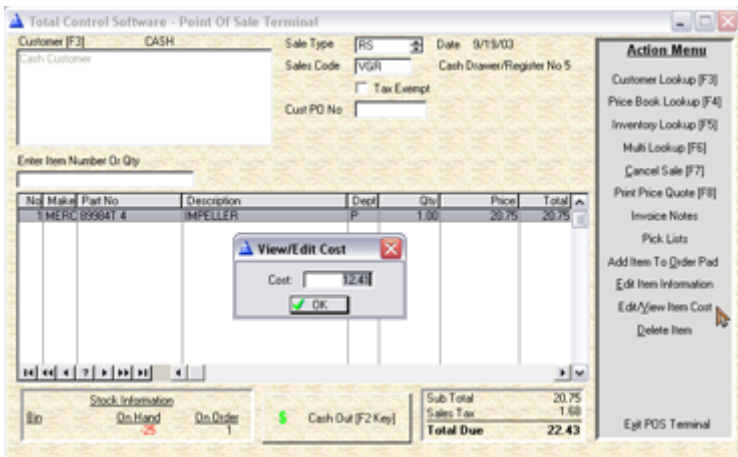 Total Control Software - Point Of Sale Terminal
Customer [F3] CASH
Cash Customer
Sale Type RS
Date 9/19/03
Sales Code VGR
Cash Drawer/Register No 5
Tax Exempt
Cust PO No
Enter Item Number Or Qty
No Make Part No Description Dept Qty Price Total
1 MERC 89984T 4 IMPELLER P 1.00 20.75 20.75
View/Edit Cost
Cost 12.41
OK
Stock Information
Bin On Hand On Order
-25 1
$ Cash Out [F2 Key]
Sub Total 20.75
Sales Tax 1.68
Total Due 22.43
Action Menu
Customer Lookup [F3]
Price Book Lookup [F4]
Inventory Lookup [F5]
Multi Lookup [F6]
Cancel Sale [F7]
Print Price Quote [F8]
Invoice Notes
Pick Lists
Add Item To Order Pad
Edit Item Information
Edit/View Item Cost
Delete Item
Exit POS Terminal